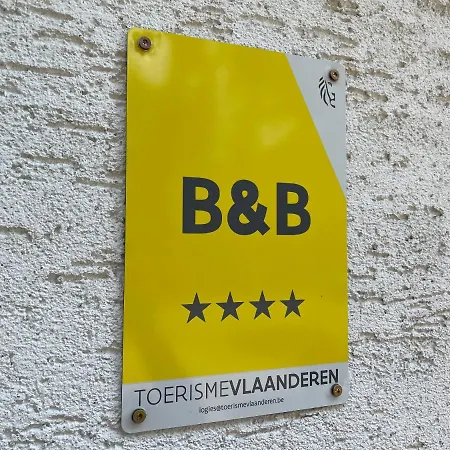 B&B
★★★★
TOERISMEVLAANDEREN
logies@toerismevlaanderen.be